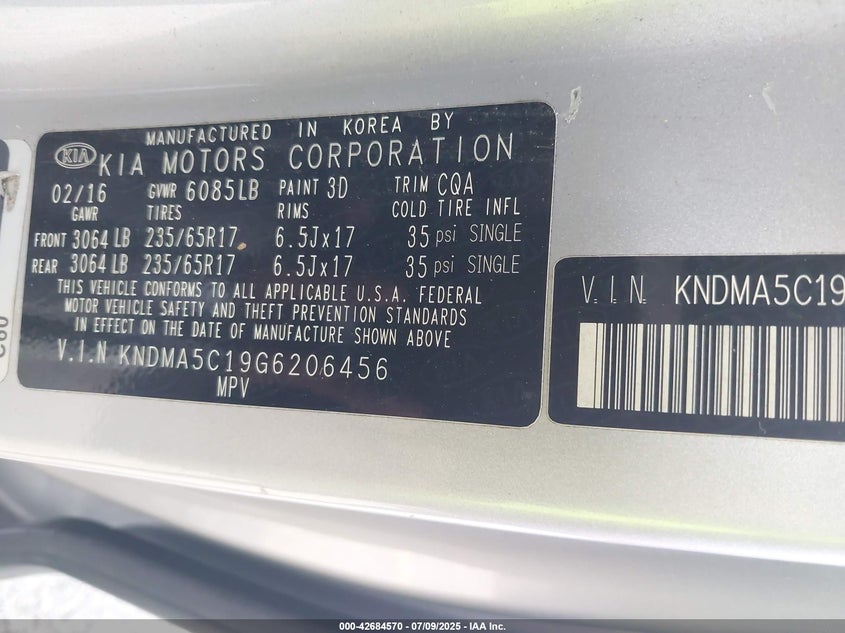 MANUFACTURED IN KOREA BY
KIA KIA MOTORS CORPORATION
02/16 GVWR 6085LB PAINT 3D TRIM CQA
GAWR TIRES RIMS COLD TIRE INFL
FRONT 3064 LB 235/65R17 6.5Jx17 35 psi SINGLE
REAR 3064 LB 235/65R17 6.5Jx17 35 psi SINGLE
THIS VEHICLE CONFORMS TO ALL APPLICABLE U.S.A. FEDERAL
MOTOR VEHICLE SAFETY AND THEFT PREVENTION STANDARDS
IN EFFECT ON THE DATE OF MANUFACTURE SHOWN ABOVE
V.I.N KNDMA5C19G6206456
MPV
V.I.N. KNDMA5C19
000-42684570 | 07/09/2025 - IAA Inc.